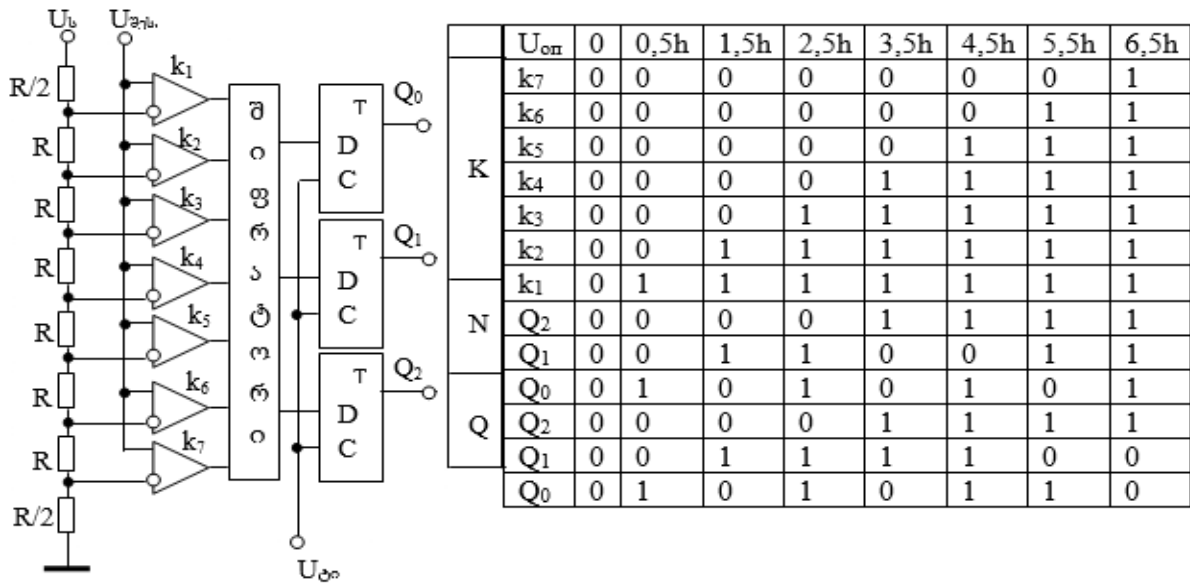 Uს Uშეს.
R/2
R
R
R
R
R
R
R/2
k₁
k₂
k₃
k₄
k₅
k₆
k₇
შ
ი
ფ
რ
ა
ტ
ო
რ
ი
T
D
C
Q₀
T
D
C
Q₁
T
D
C
Q₂
Uტი
Uоп 0 0,5h 1,5h 2,5h 3,5h 4,5h 5,5h 6,5h
K
k₇ 0 0 0 0 0 0 0 1
k₆ 0 0 0 0 0 0 1 1
k₅ 0 0 0 0 0 1 1 1
k₄ 0 0 0 0 1 1 1 1
k₃ 0 0 0 1 1 1 1 1
k₂ 0 0 1 1 1 1 1 1
N
k₁ 0 1 1 1 1 1 1 1
Q₂ 0 0 0 0 1 1 1 1
Q₁ 0 0 1 1 0 0 1 1
Q
Q₀ 0 1 0 1 0 1 0 1
Q₂ 0 0 0 0 1 1 1 1
Q₁ 0 0 1 1 1 1 0 0
Q₀ 0 1 0 1 0 1 1 0